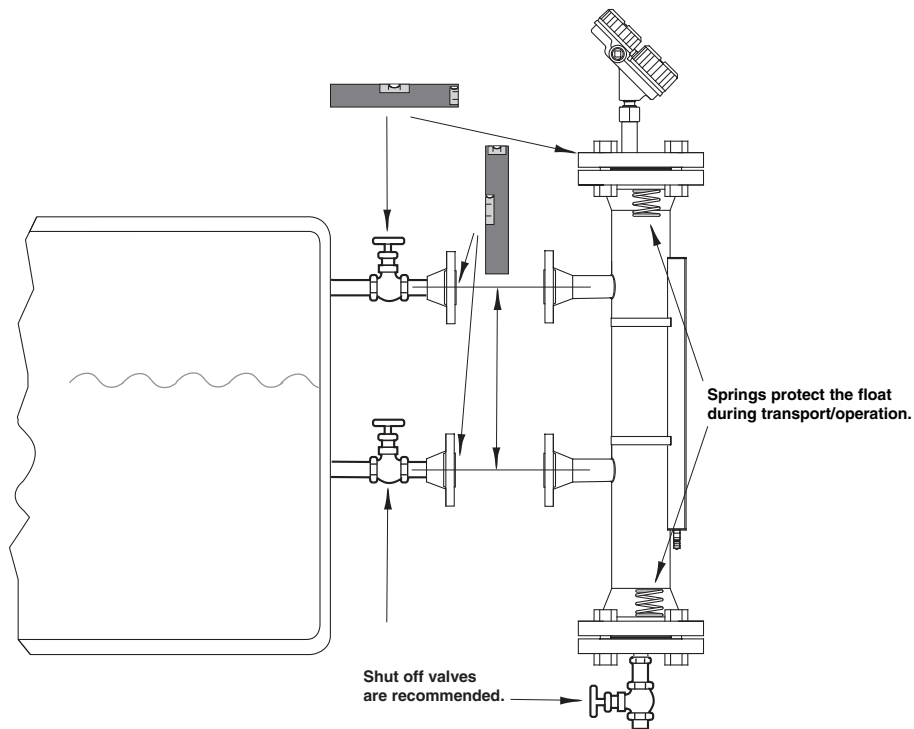 Springs protect the float
during transport/operation.
Shut off valves
are recommended.